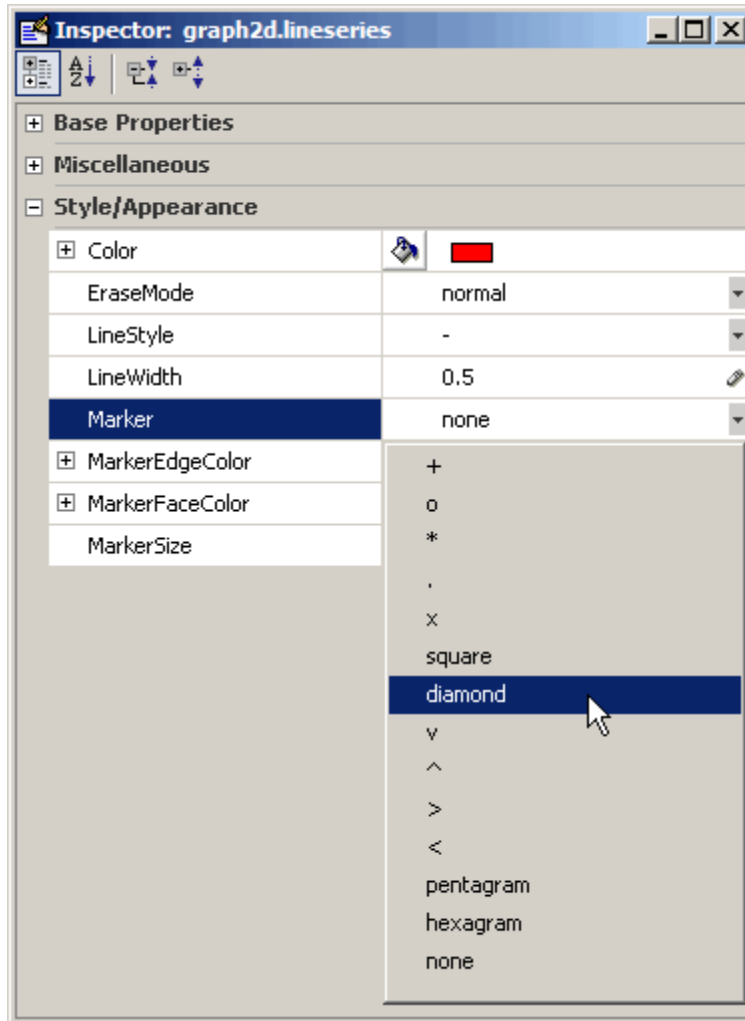 Inspector: graph2d.lineseries
Base Properties
Miscellaneous
Style/Appearance
Color
EraseMode normal
LineStyle -
LineWidth 0.5
Marker none
MarkerEdgeColor
MarkerFaceColor
MarkerSize
+
o
*
.
x
square
diamond
v
^
>
<
pentagram
hexagram
none